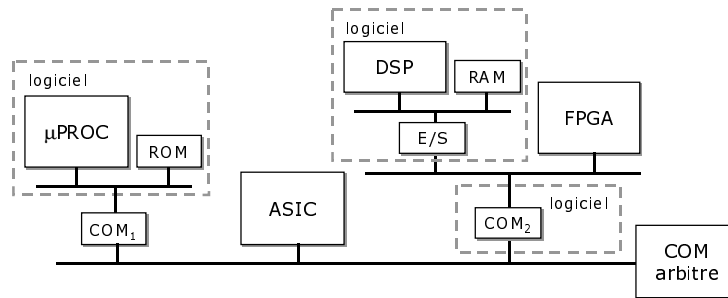 logiciel
DSP
RAM
E/S
FPGA
logiciel
μPROC
ROM
COM₁
ASIC
logiciel
COM₂
COM
arbitre